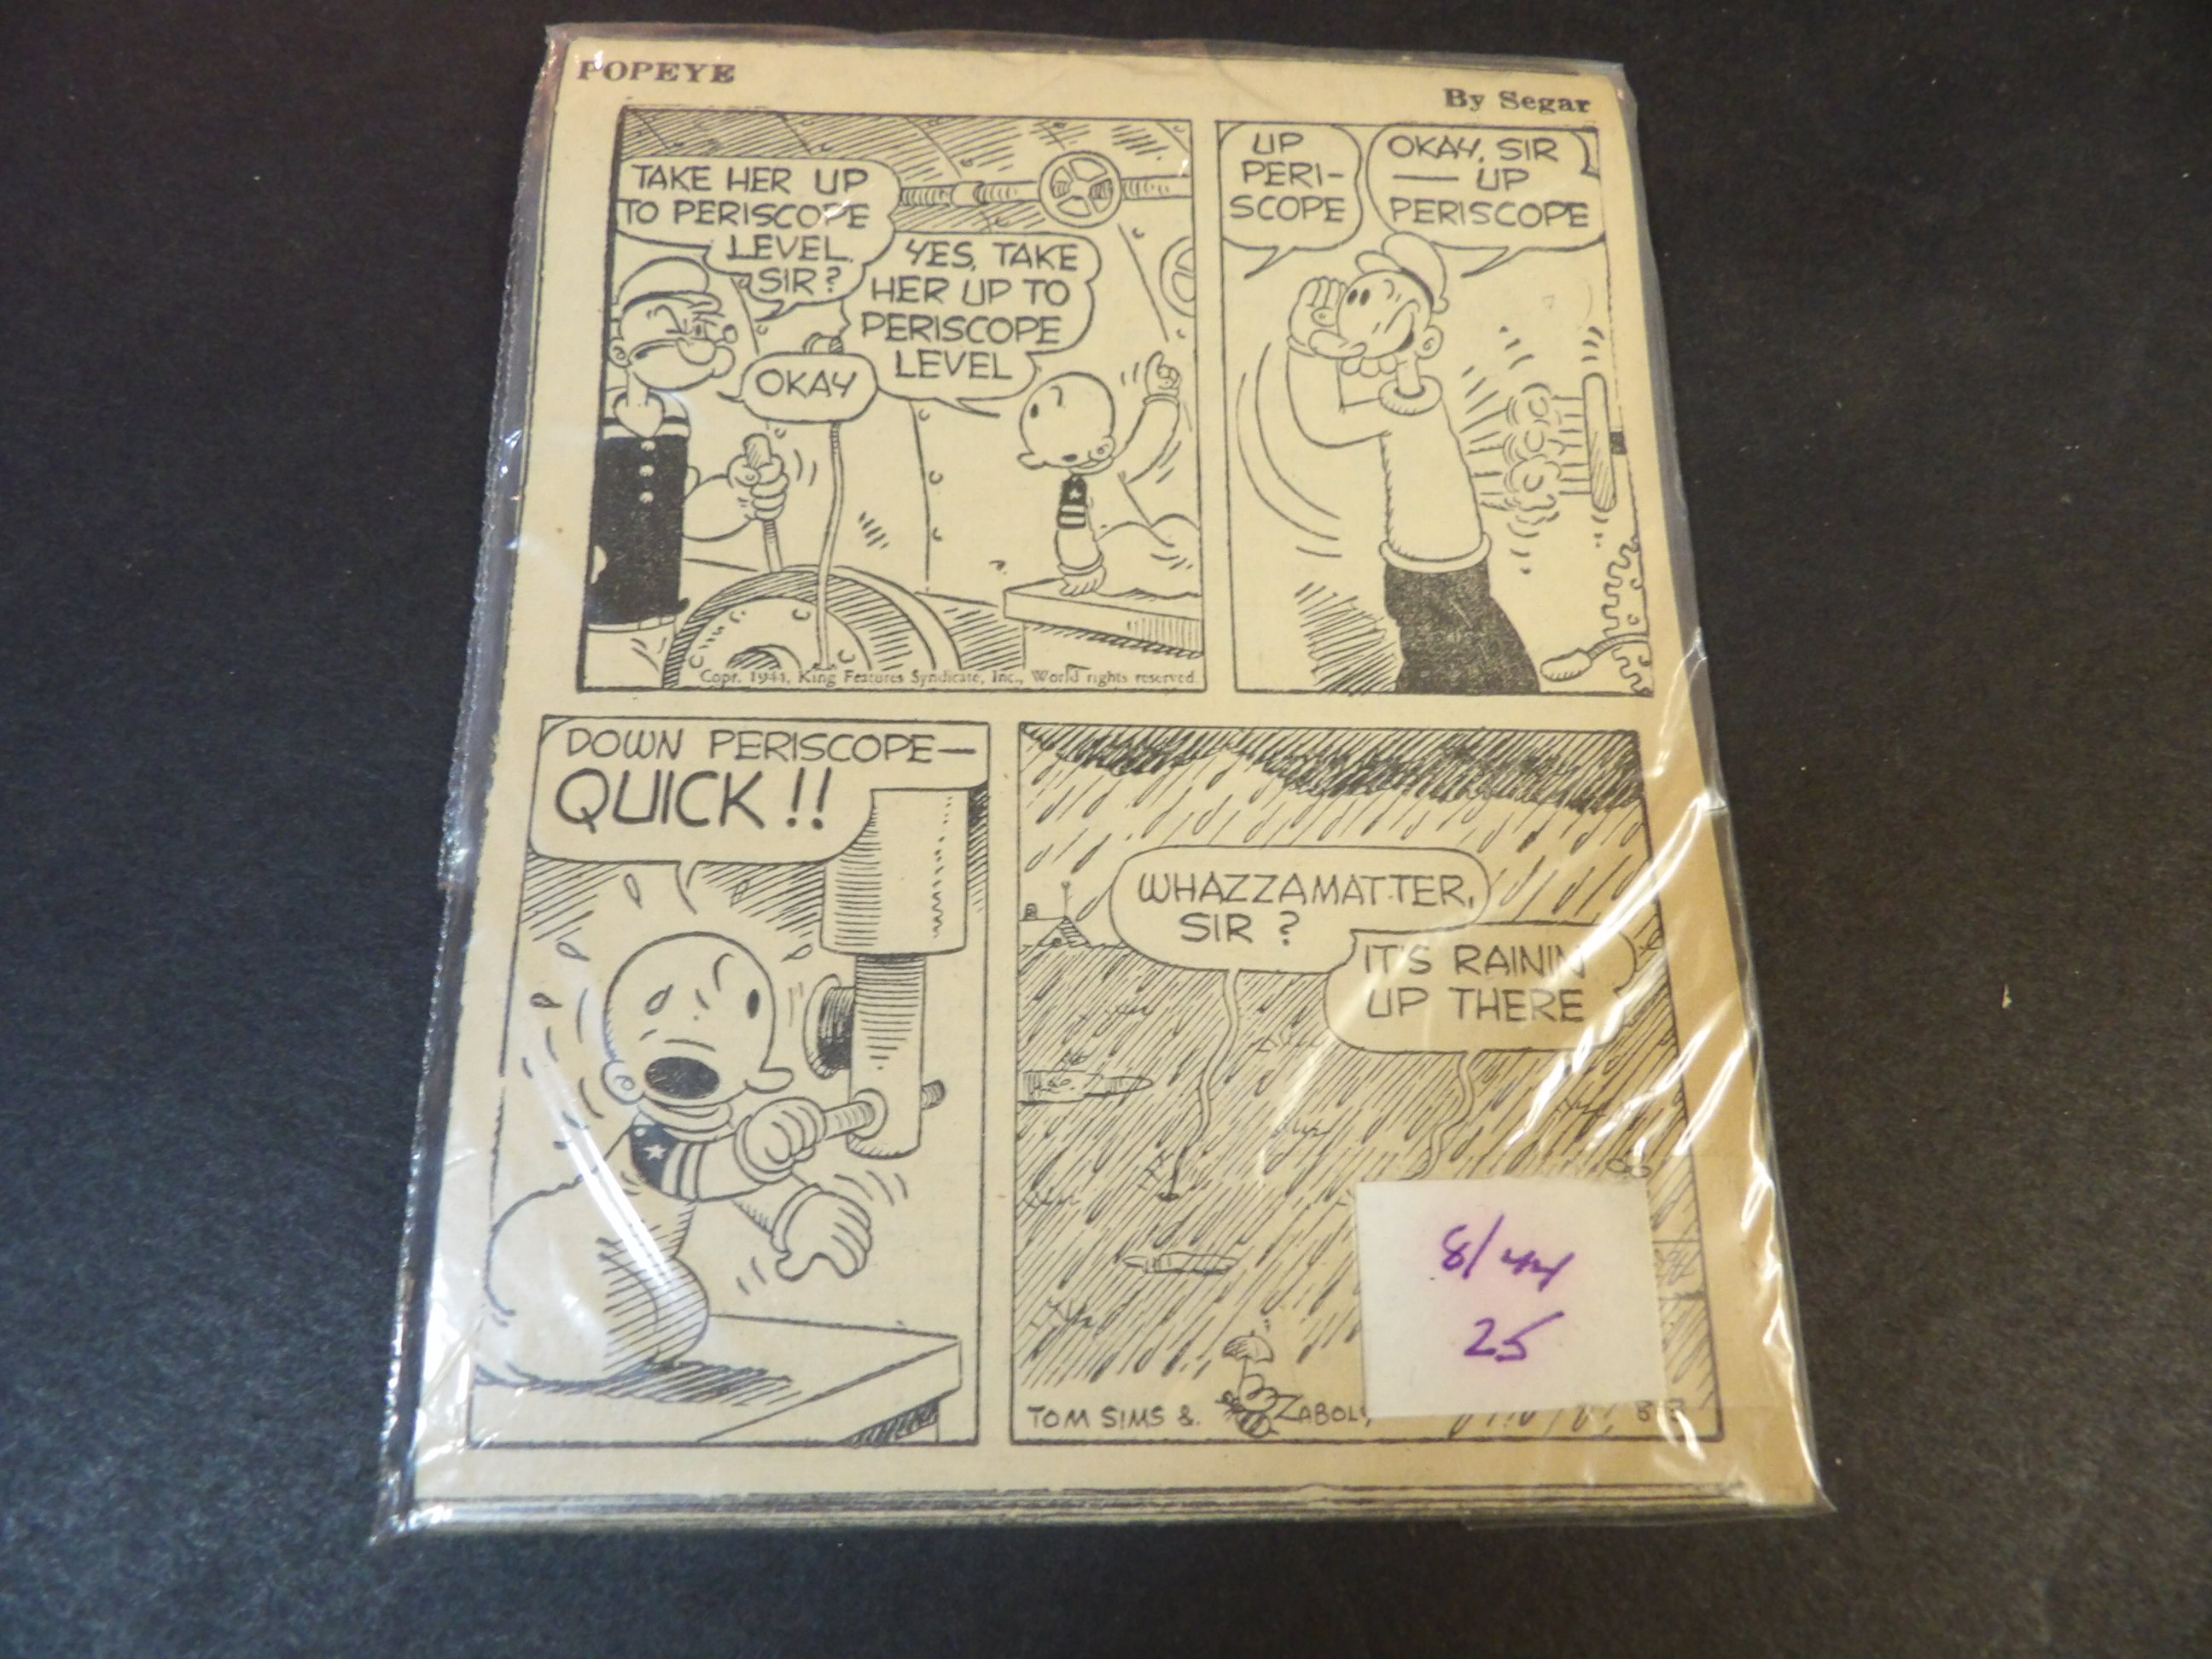 POPEYE
By Segar
TAKE HER UP
TO PERISCOPE
LEVEL,
SIR?
YES, TAKE
HER UP TO
PERISCOPE
LEVEL
OKAY
Copr. 1944, King Features Syndicate, Inc., World rights reserved.
UP
PERI-
SCOPE
OKAY, SIR
— UP
PERISCOPE
DOWN PERISCOPE—
QUICK!!
WHAZZAMATTER,
SIR?
IT'S RAININ
UP THERE
TOM SIMS &
ZABOLY
8/44
25